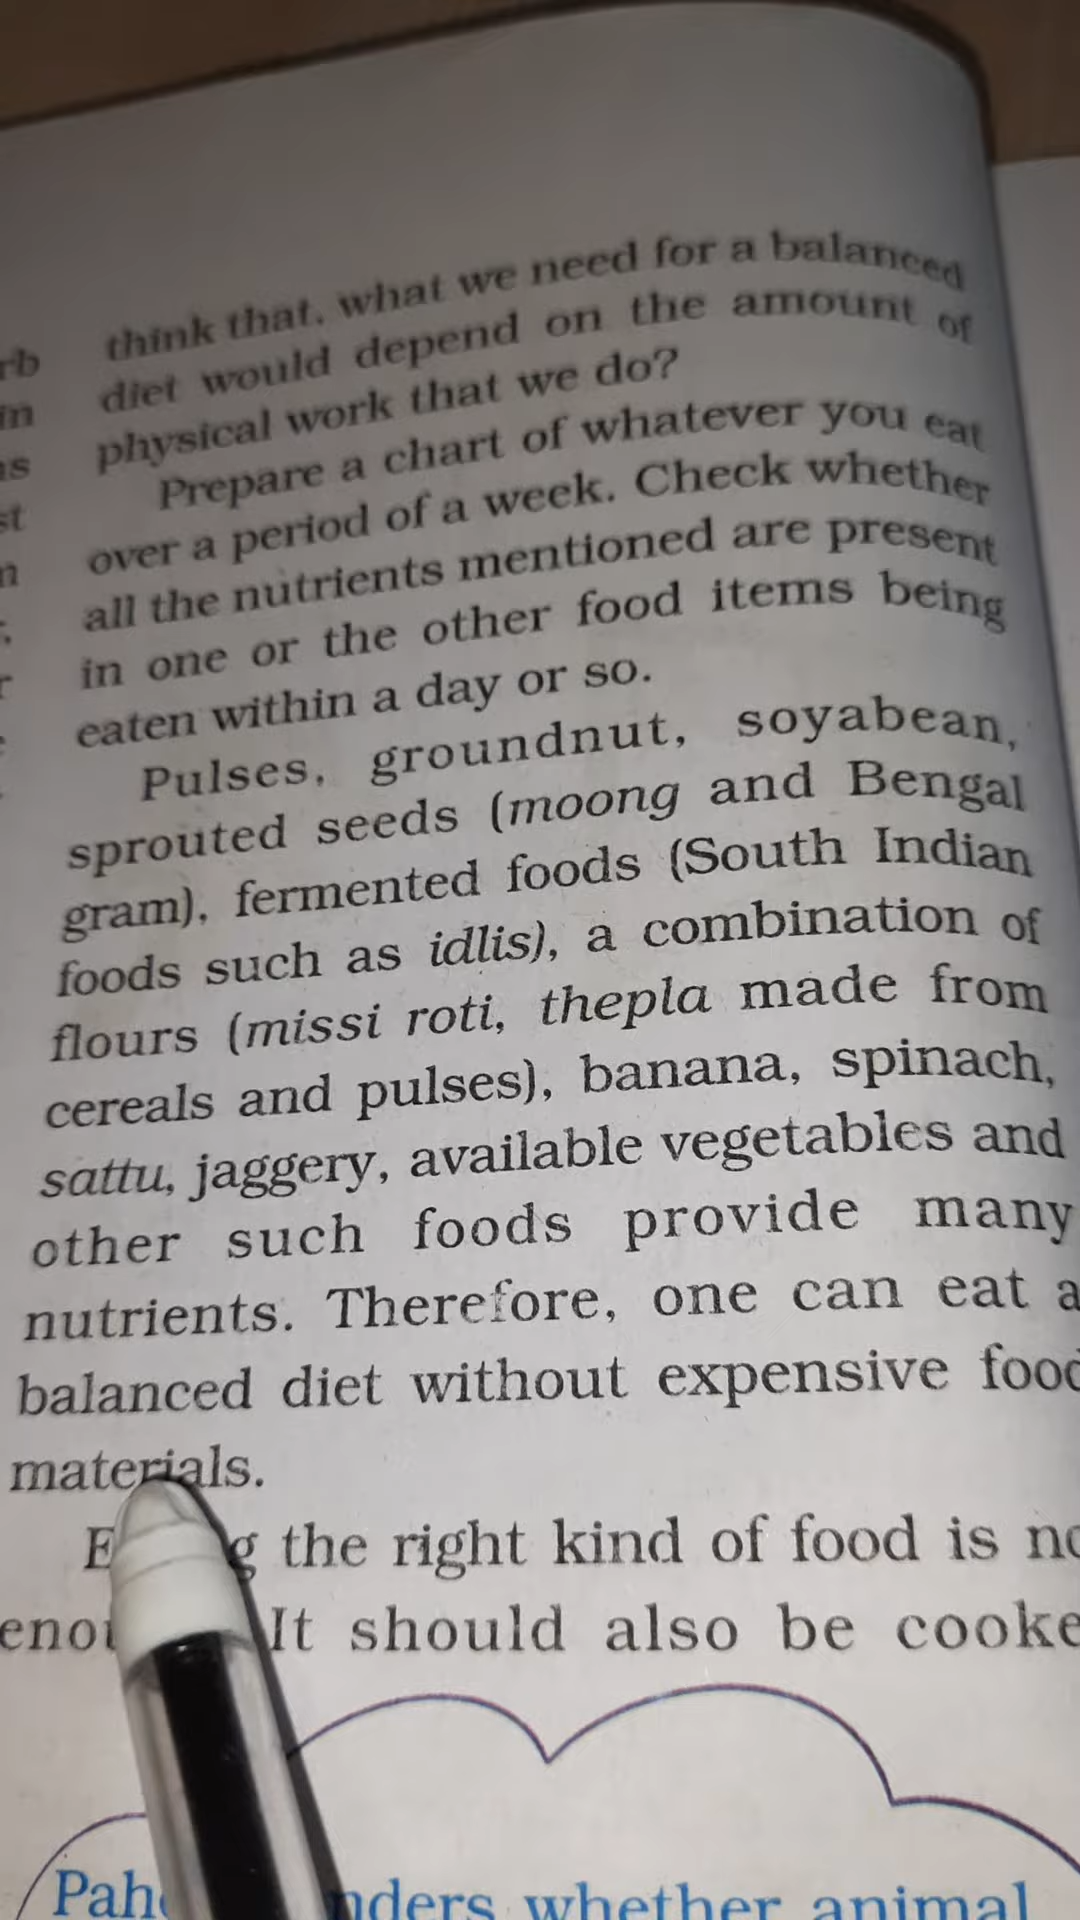 think that, what we need for a balanced
diet would depend on the amount of
physical work that we do?
Prepare a chart of whatever you eat
over a period of a week. Check whether
all the nutrients mentioned are present
in one or the other food items being
eaten within a day or so.
Pulses, groundnut, soyabean,
sprouted seeds (moong and Bengal
gram), fermented foods (South Indian
foods such as idlis), a combination of
flours (missi roti, thepla made from
cereals and pulses), banana, spinach,
sattu, jaggery, available vegetables and
other such foods provide many
nutrients. Therefore, one can eat a
balanced diet without expensive food
materials.
the right kind of food is
It should also be
whether animal